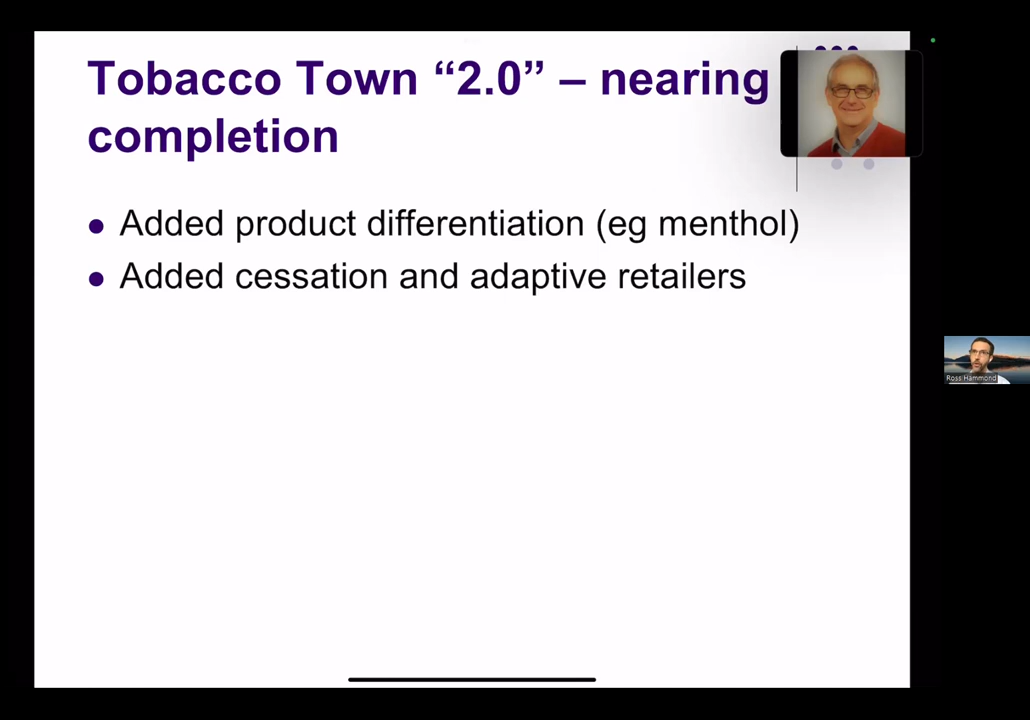 Tobacco Town “2.0” – nearing
completion
Added product differentiation (eg menthol)
Added cessation and adaptive retailers
Ross Hammond